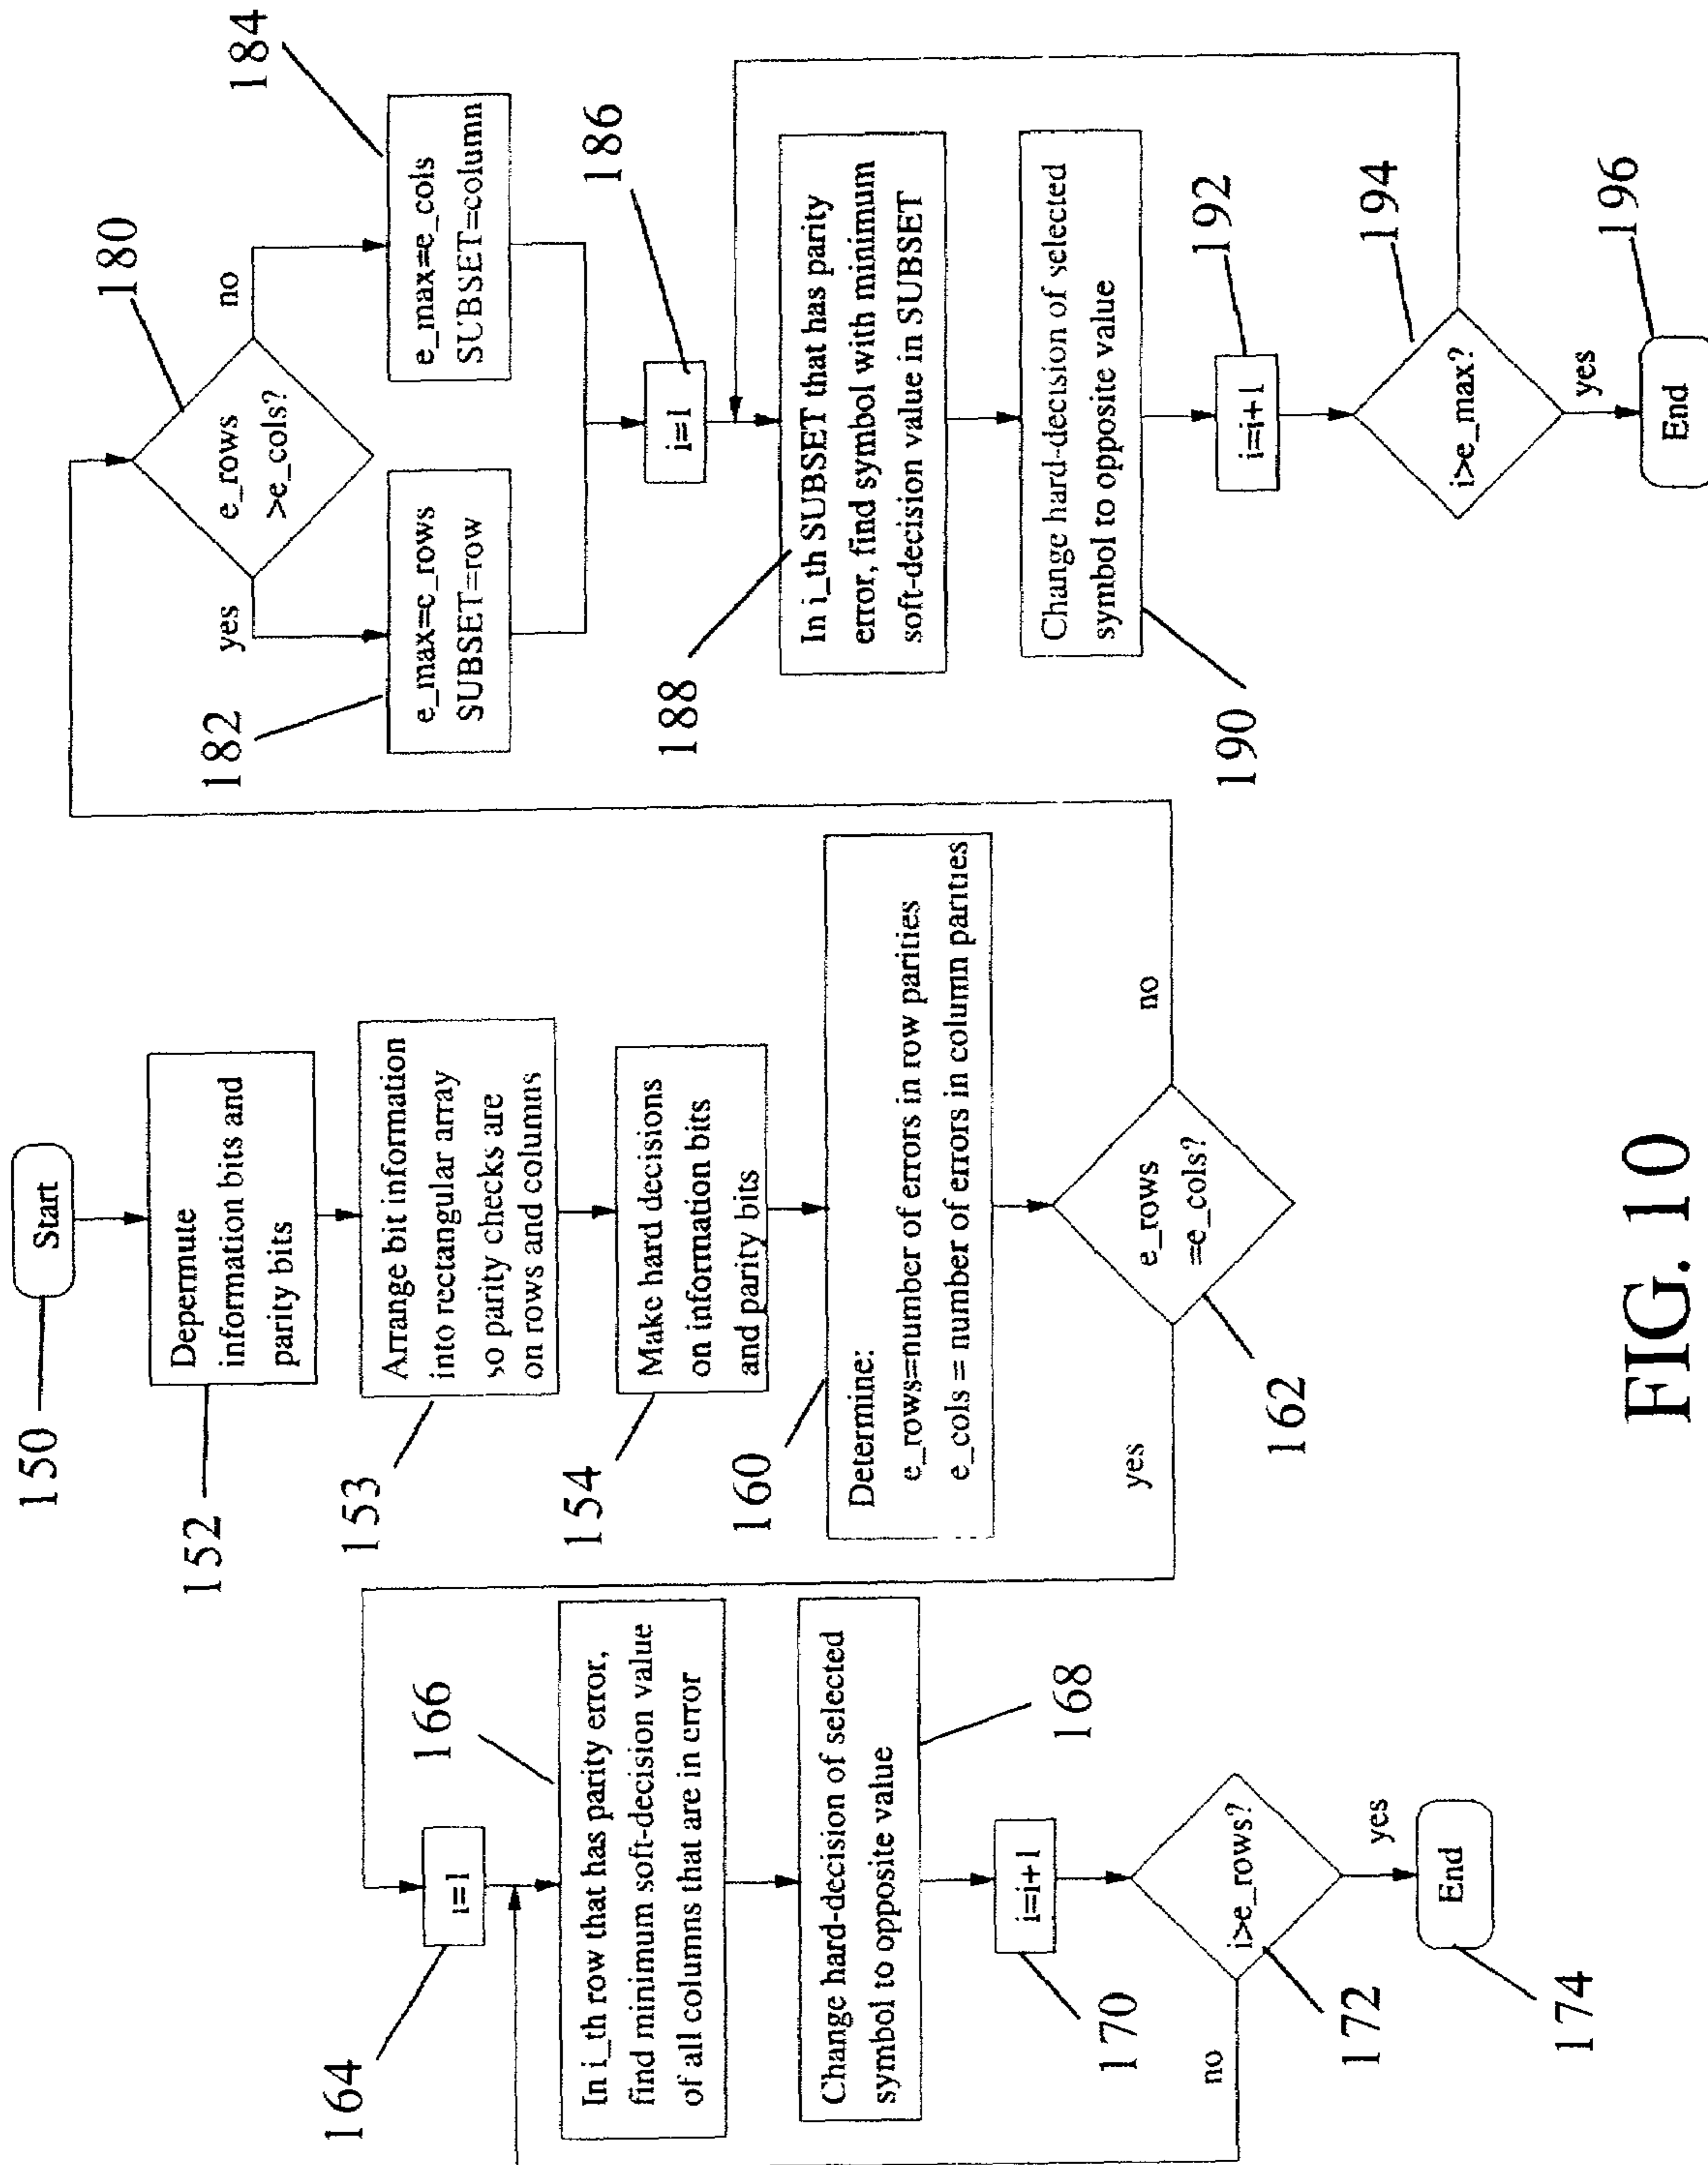 150
Start
152
Depermute
information bits and
parity bits
153
Arrange bit information
into rectangular array
so parity checks are
on rows and columns
154
Make hard decisions
on information bits
and parity bits
160
Determine:
e_rows=number of errors in row parities
e_cols = number of errors in column parities
162
e_rows
=e_cols?
yes
no
164
i=1
166
In i_th row that has parity error,
find minimum soft-decision value
of all columns that are in error
168
Change hard-decision of selected
symbol to opposite value
170
i=i+1
172
i>e_rows?
no
yes
174
End
180
e_rows
>e_cols?
yes
no
182
e_max=e_rows
SUBSET=row
184
e_max=e_cols
SUBSET=column
186
i=1
188
In i_th SUBSET that has parity
error, find symbol with minimum
soft-decision value in SUBSET
190
Change hard-decision of selected
symbol to opposite value
192
i=i+1
194
i>e_max?
yes
196
End
FIG. 10